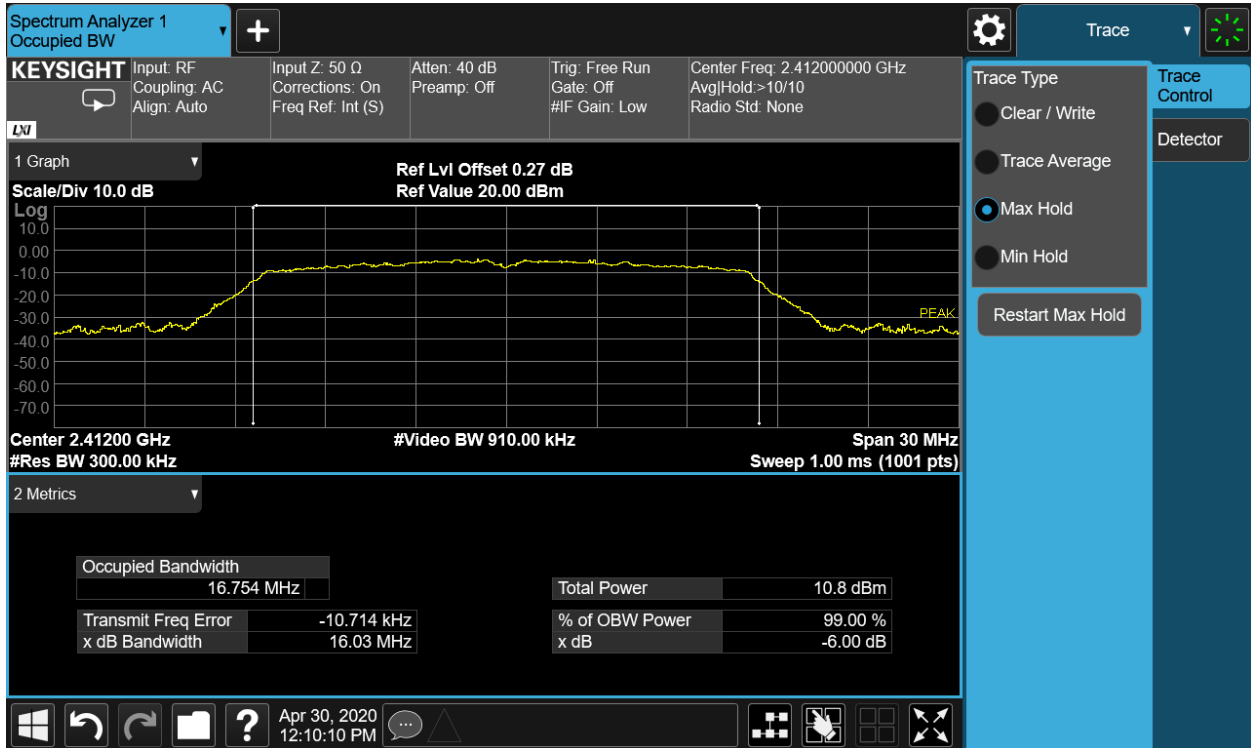 Spectrum Analyzer 1
Occupied BW
+
Trace
KEYSIGHT
LXI
Input: RF
Coupling: AC
Align: Auto
Input Z: 50 Ω
Corrections: On
Freq Ref: Int (S)
Atten: 40 dB
Preamp: Off
Trig: Free Run
Gate: Off
#IF Gain: Low
Center Freq: 2.412000000 GHz
Avg|Hold:>10/10
Radio Std: None
Trace Type
Clear / Write
Trace Average
Max Hold
Min Hold
Restart Max Hold
Trace
Control
Detector
1 Graph
Scale/Div 10.0 dB
Ref Lvl Offset 0.27 dB
Ref Value 20.00 dBm
Log
10.0
0.00
-10.0
-20.0
-30.0
-40.0
-50.0
-60.0
-70.0
PEAK
Center 2.41200 GHz
#Video BW 910.00 kHz
Span 30 MHz
#Res BW 300.00 kHz
Sweep 1.00 ms (1001 pts)
2 Metrics
Occupied Bandwidth
16.754 MHz
Total Power 10.8 dBm
Transmit Freq Error -10.714 kHz
% of OBW Power 99.00 %
x dB Bandwidth 16.03 MHz
x dB -6.00 dB
?
Apr 30, 2020
12:10:10 PM